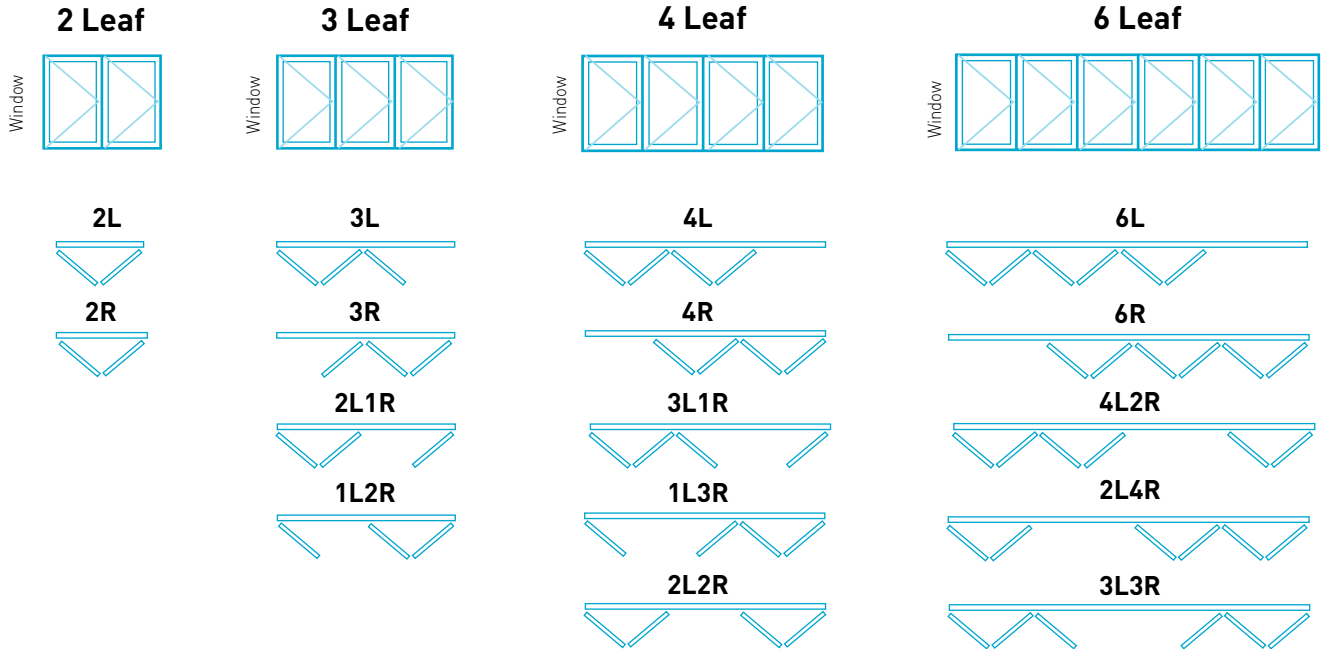 2 Leaf
Window
2L
2R
3 Leaf
Window
3L
3R
2L1R
1L2R
4 Leaf
Window
4L
4R
3L1R
1L3R
2L2R
6 Leaf
Window
6L
6R
4L2R
2L4R
3L3R